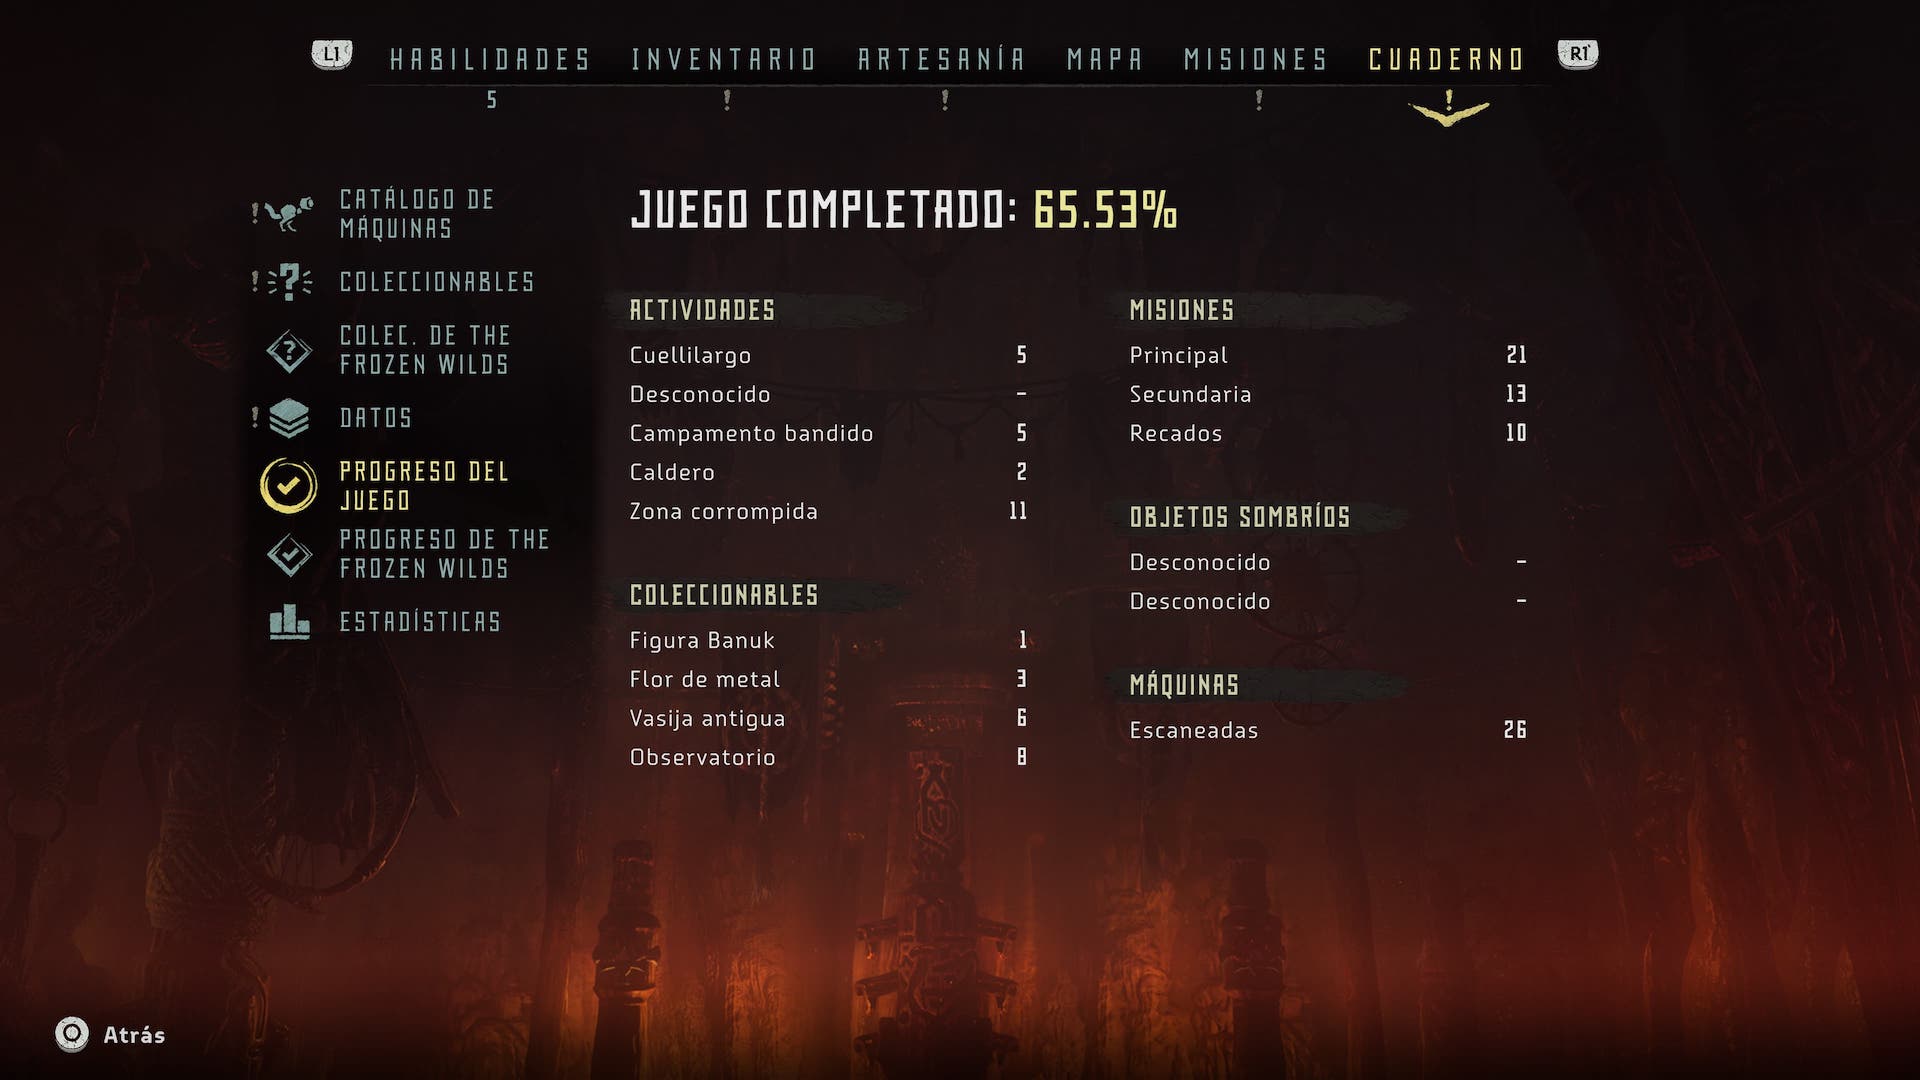 L1 HABILIDADES INVENTARIO ARTESANÍA MAPA MISIONES CUADERNO R1
5 ! ! ! !
! CATÁLOGO DE
MÁQUINAS
! ? COLECCIONABLES
? COLEC. DE THE
FROZEN WILDS
! DATOS
PROGRESO DEL
JUEGO
PROGRESO DE THE
FROZEN WILDS
ESTADÍSTICAS
JUEGO COMPLETADO: 65.53%
ACTIVIDADES
Cuellilargo 5
Desconocido –
Campamento bandido 5
Caldero 2
Zona corrompida 11
COLECCIONABLES
Figura Banuk 1
Flor de metal 3
Vasija antigua 6
Observatorio 8
MISIONES
Principal 21
Secundaria 13
Recados 10
OBJETOS SOMBRÍOS
Desconocido –
Desconocido –
MÁQUINAS
Escaneadas 26
Atrás